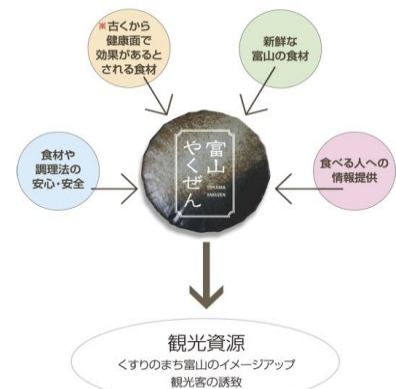 ※古くから
健康面で
効果があると
される食材
新鮮な
富山の食材
食材や
調理法の
安心・安全
富山
やくぜん
TOYAMA
YAKUZEN
食べる人への
情報提供
観光資源
くすりのまち富山のイメージアップ
観光客の誘致